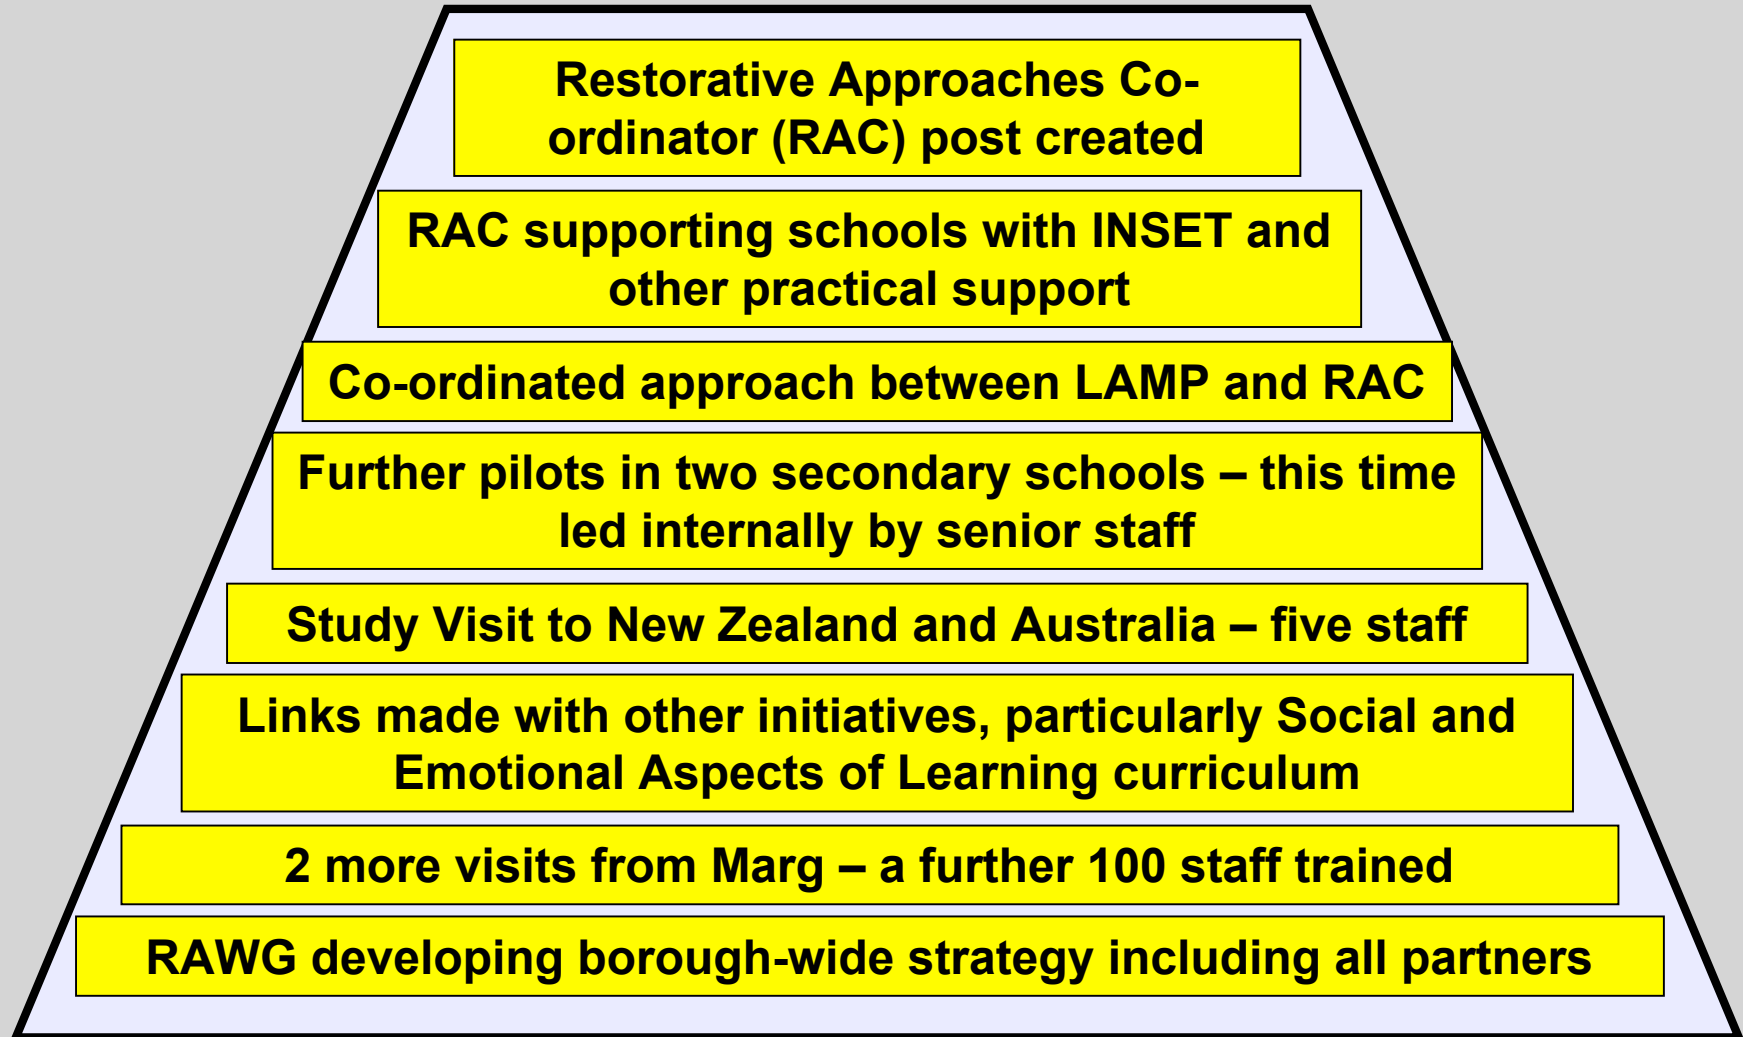 Restorative Approaches Co-
ordinator (RAC) post created
RAC supporting schools with INSET and
other practical support
Co-ordinated approach between LAMP and RAC
Further pilots in two secondary schools – this time
led internally by senior staff
Study Visit to New Zealand and Australia – five staff
Links made with other initiatives, particularly Social and
Emotional Aspects of Learning curriculum
2 more visits from Marg – a further 100 staff trained
RAWG developing borough-wide strategy including all partners